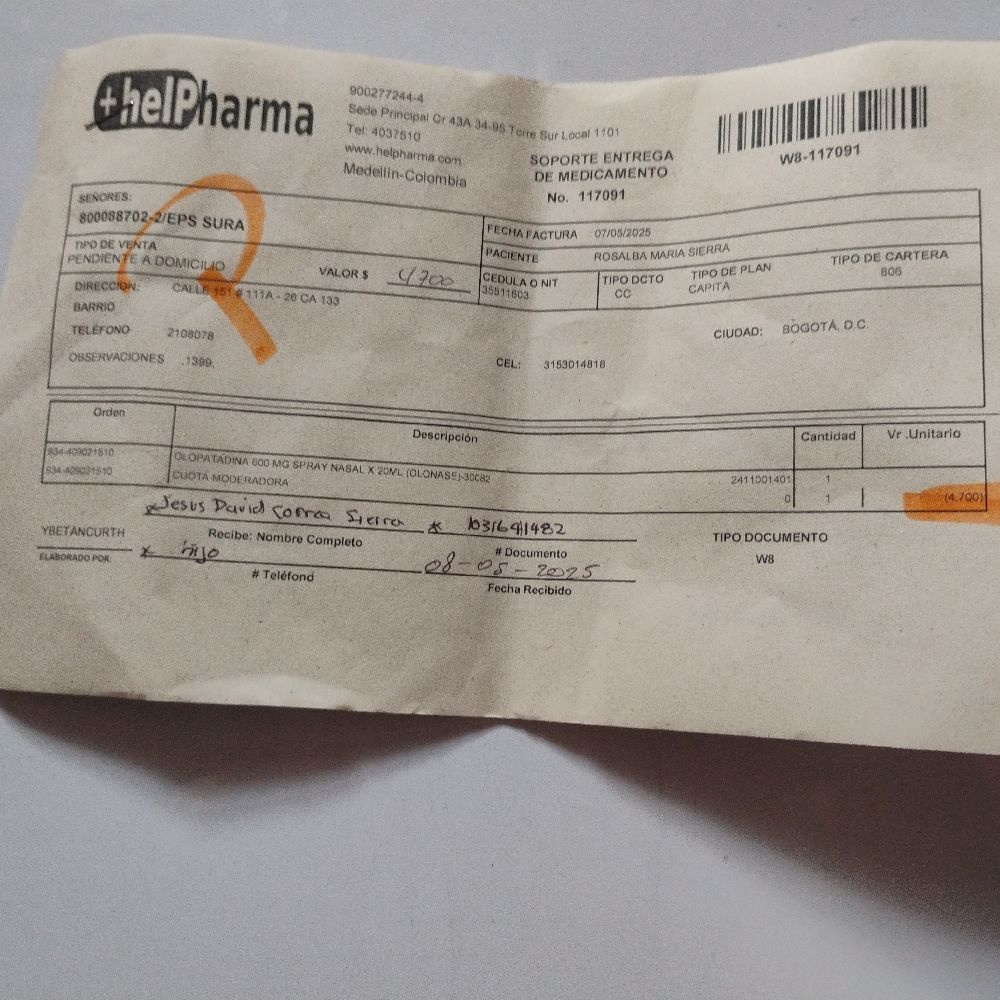 +helPharma
900277244-4
Sede Principal Cr 43A 34-95 Torre Sur Local 1101
Tel: 4037510
www.helpharma.com
Medellin-Colombia
SOPORTE ENTREGA
DE MEDICAMENTO
No. 117091
W8-117091
SEÑORES:
800088702-2/EPS SURA
TIPO DE VENTA
PENDIENTE A DOMICILIO
VALOR $ 4700
DIRECCION: CALLE 151 # 111A - 26 CA 133
BARRIO
TELÉFONO 2108078
OBSERVACIONES .1399.
FECHA FACTURA 07/05/2025
PACIENTE ROSALBA MARIA SIERRA
CEDULA O NIT
35511603
TIPO DCTO
CC
TIPO DE PLAN
CAPITA
TIPO DE CARTERA
806
CIUDAD: BOGOTÁ, D.C.
CEL: 3153014818
Orden Descripción Cantidad Vr .Unitario
934-409021510 OLOPATADINA 600 MG SPRAY NASAL X 20ML (OLONASE)-30082 2411001401 1
934-409021510 CUOTA MODERADORA 0 1 (4.700)
x Jesus David Correa Sierra x 1031641482
YBETANCURTH
Recibe: Nombre Completo # Documento
ELABORADO POR:
x hijo 08-05-2025
# Teléfond Fecha Recibido
TIPO DOCUMENTO
W8